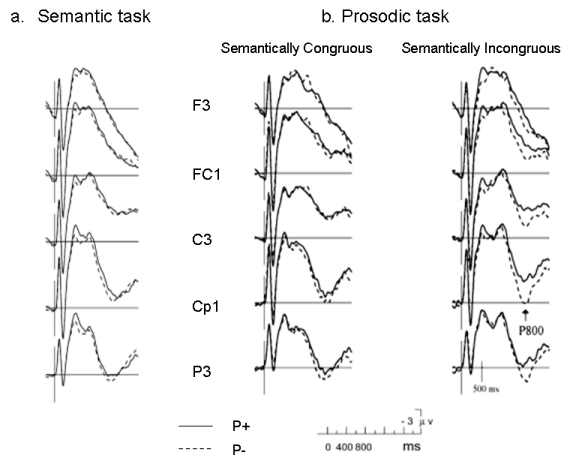 a. Semantic task
b. Prosodic task
Semantically Congruous
Semantically Incongruous
F3
FC1
C3
Cp1
P800
P3
500 ms
P+
P-
- 3 μ v
0 400 800 ms